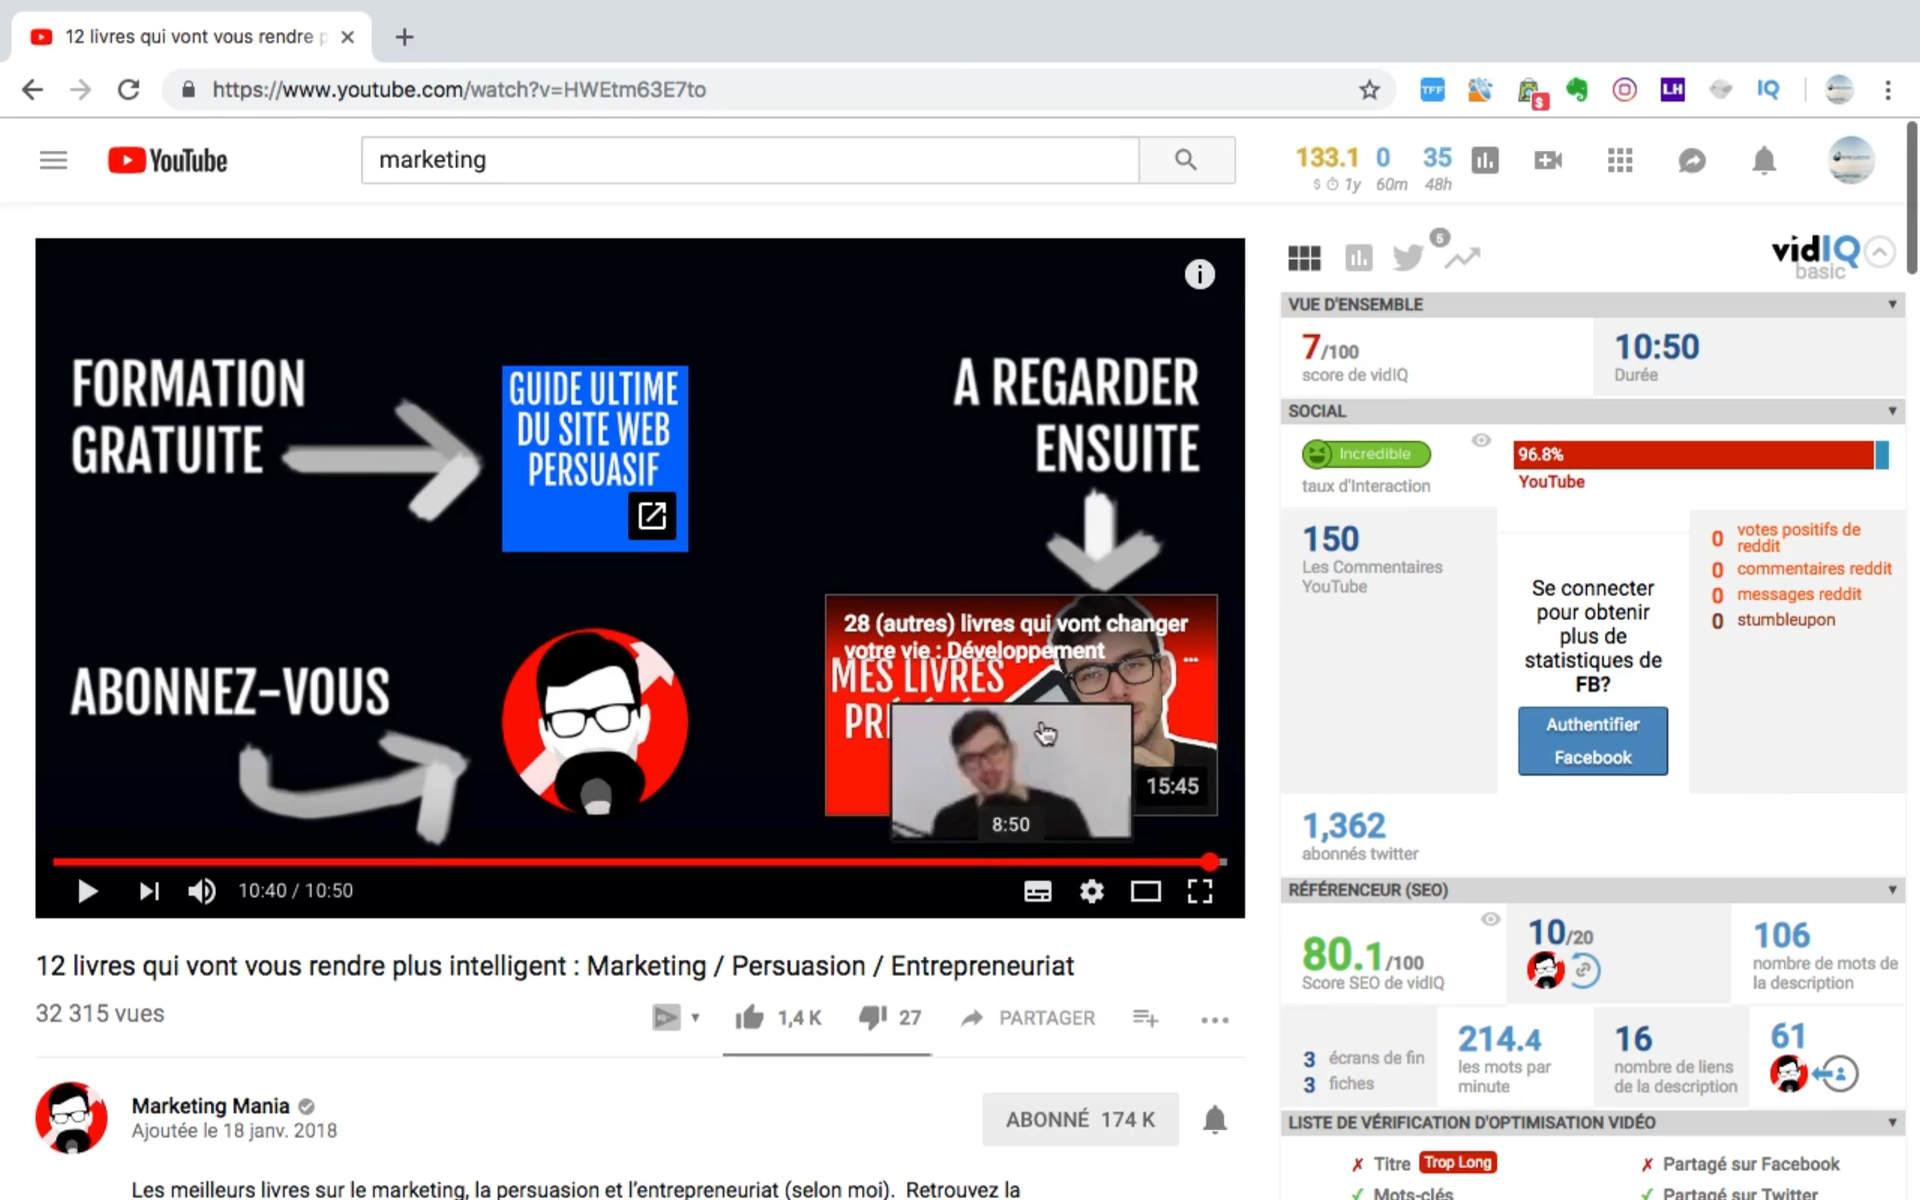 12 livres qui vont vous rendre p
https://www.youtube.com/watch?v=HWEtm63E7to
TFF
$
LH
IQ
YouTube
marketing
133.1 0 35
$ 1y 60m 48h
FORMATION
GRATUITE
GUIDE ULTIME
DU SITE WEB
PERSUASIF
A REGARDER
ENSUITE
ABONNEZ-VOUS
28 (autres) livres qui vont changer
votre vie : Développement ...
MES LIVRES
15:45
8:50
10:40 / 10:50
12 livres qui vont vous rendre plus intelligent : Marketing / Persuasion / Entrepreneuriat
32 315 vues
1,4 K 27 PARTAGER
Marketing Mania
Ajoutée le 18 janv. 2018
ABONNÉ 174 K
Les meilleurs livres sur le marketing, la persuasion et l'entrepreneuriat (selon moi). Retrouvez la
5
vidIQ
basic
VUE D'ENSEMBLE
7/100
score de vidIQ
10:50
Durée
SOCIAL
Incredible
taux d'Interaction
96.8%
YouTube
150
Les Commentaires
YouTube
Se connecter
pour obtenir
plus de
statistiques de
FB?
Authentifier
Facebook
0 votes positifs de
reddit
0 commentaires reddit
0 messages reddit
0 stumbleupon
1,362
abonnés twitter
RÉFÉRENCEUR (SEO)
80.1/100
Score SEO de vidIQ
10/20
106
nombre de mots de
la description
3 écrans de fin
3 fiches
214.4
les mots par
minute
16
nombre de liens
de la description
61
LISTE DE VÉRIFICATION D'OPTIMISATION VIDÉO
✗ Titre Trop Long
✗ Partagé sur Facebook
✓ Mots-clés
✓ Partagé sur Twitter